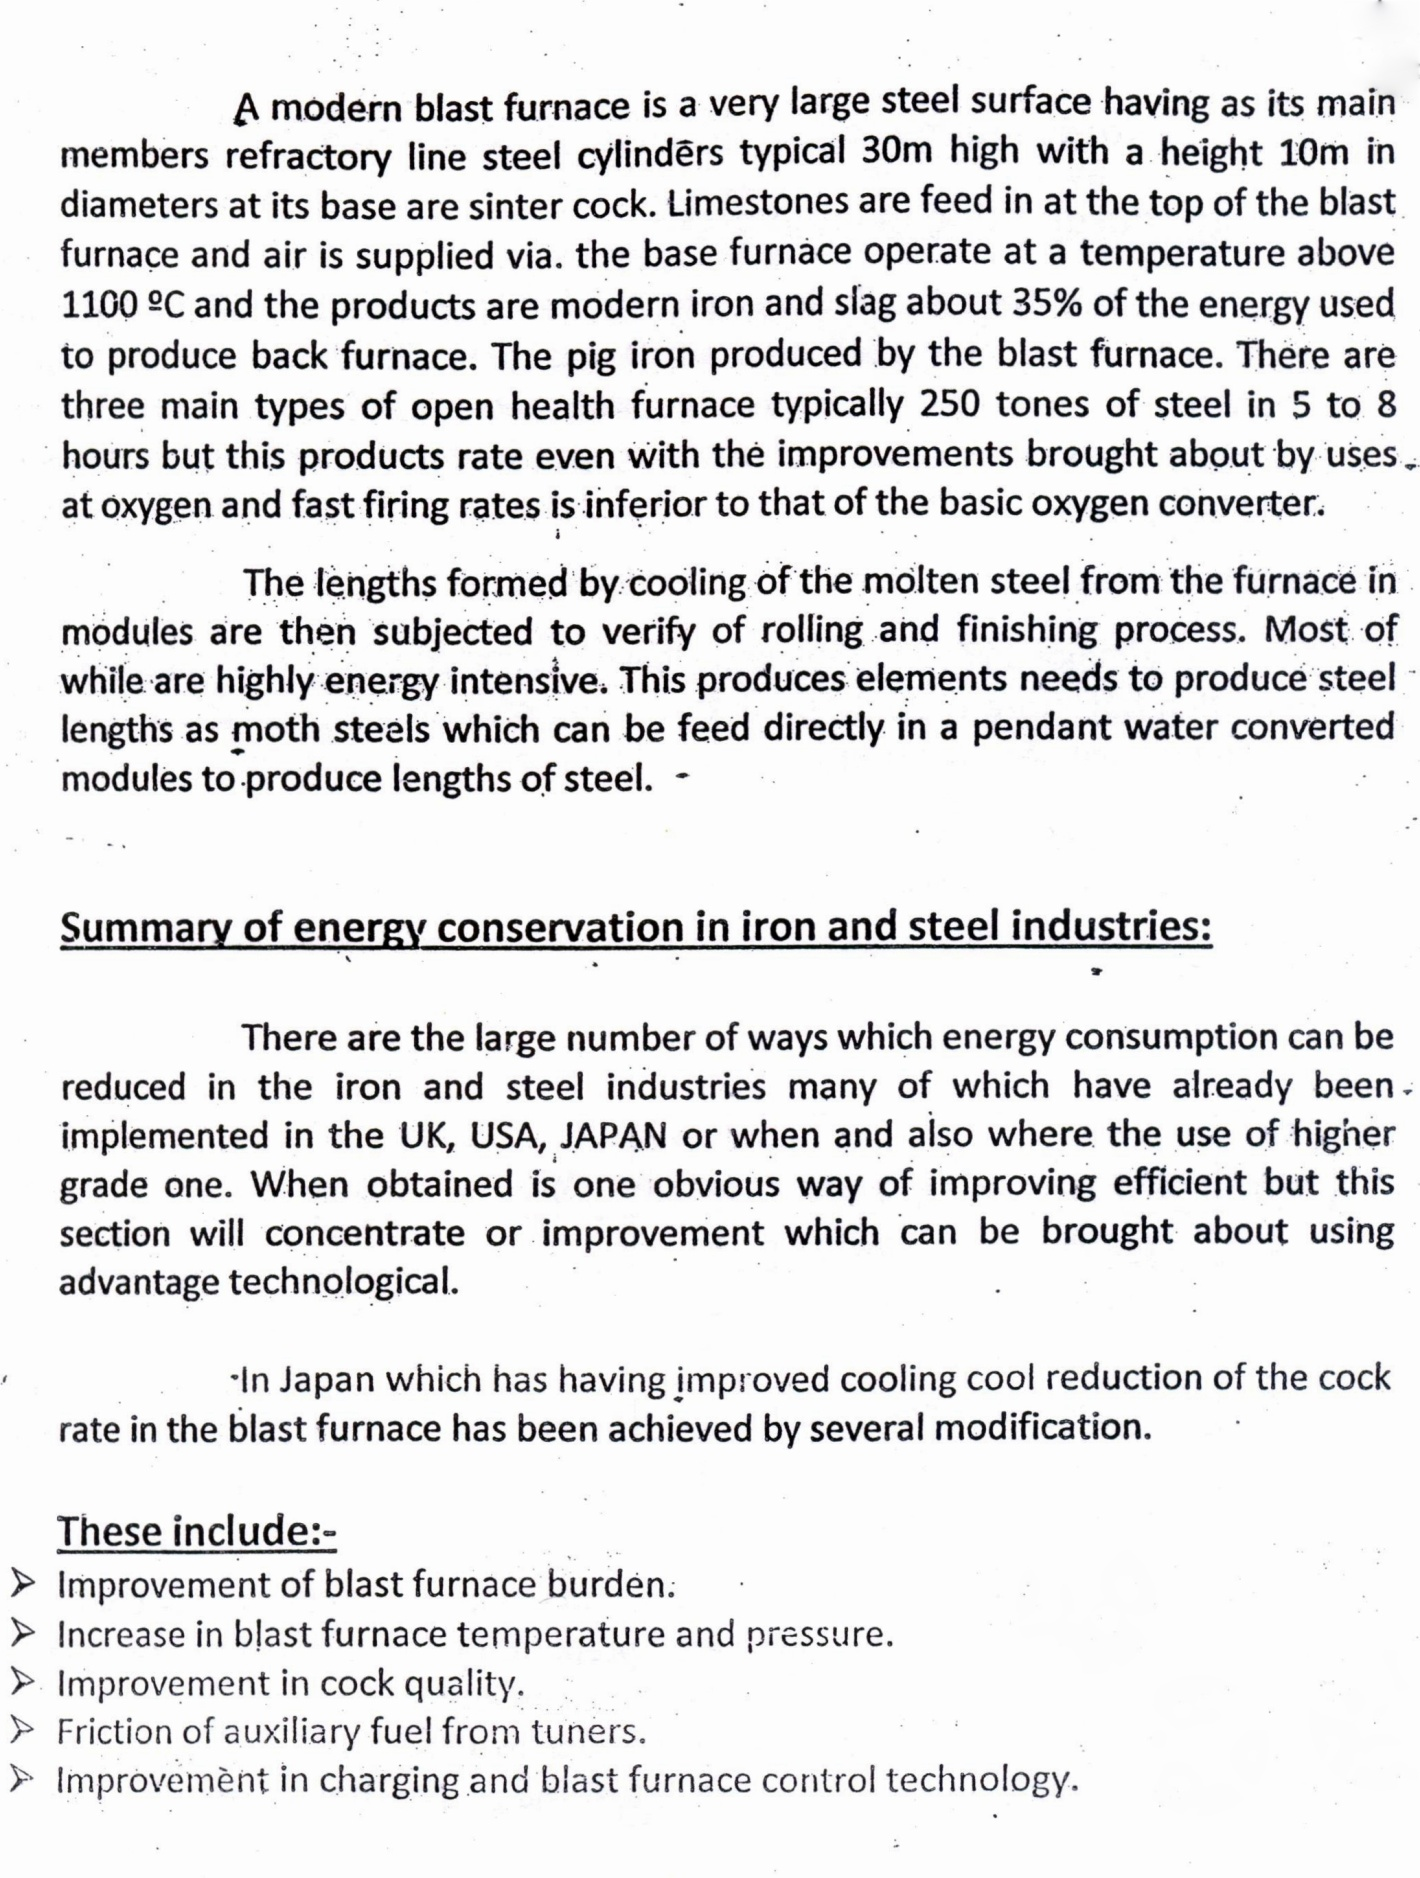 A modern blast furnace is a very large steel surface having as its main
members refractory line steel cylinders typical 30m high with a height 10m in
diameters at its base are sinter cock. Limestones are feed in at the top of the blast
furnace and air is supplied via. the base furnace operate at a temperature above
1100 ºC and the products are modern iron and slag about 35% of the energy used
to produce back furnace. The pig iron produced by the blast furnace. There are
three main types of open health furnace typically 250 tones of steel in 5 to 8
hours but this products rate even with the improvements brought about by uses
at oxygen and fast firing rates is inferior to that of the basic oxygen converter.
The lengths formed by cooling of the molten steel from the furnace in
modules are then subjected to verify of rolling and finishing process. Most of
while are highly energy intensive. This produces elements needs to produce steel
lengths as moth steels which can be feed directly in a pendant water converted
modules to produce lengths of steel.
Summary of energy conservation in iron and steel industries:
There are the large number of ways which energy consumption can be
reduced in the iron and steel industries many of which have already been
implemented in the UK, USA, JAPAN or when and also where the use of higher
grade one. When obtained is one obvious way of improving efficient but this
section will concentrate or improvement which can be brought about using
advantage technological.
In Japan which has having improved cooling cool reduction of the cock
rate in the blast furnace has been achieved by several modification.
These include:-
➢ Improvement of blast furnace burden.
➢ Increase in blast furnace temperature and pressure.
➢ Improvement in cock quality.
➢ Friction of auxiliary fuel from tuners.
➢ Improvement in charging and blast furnace control technology.